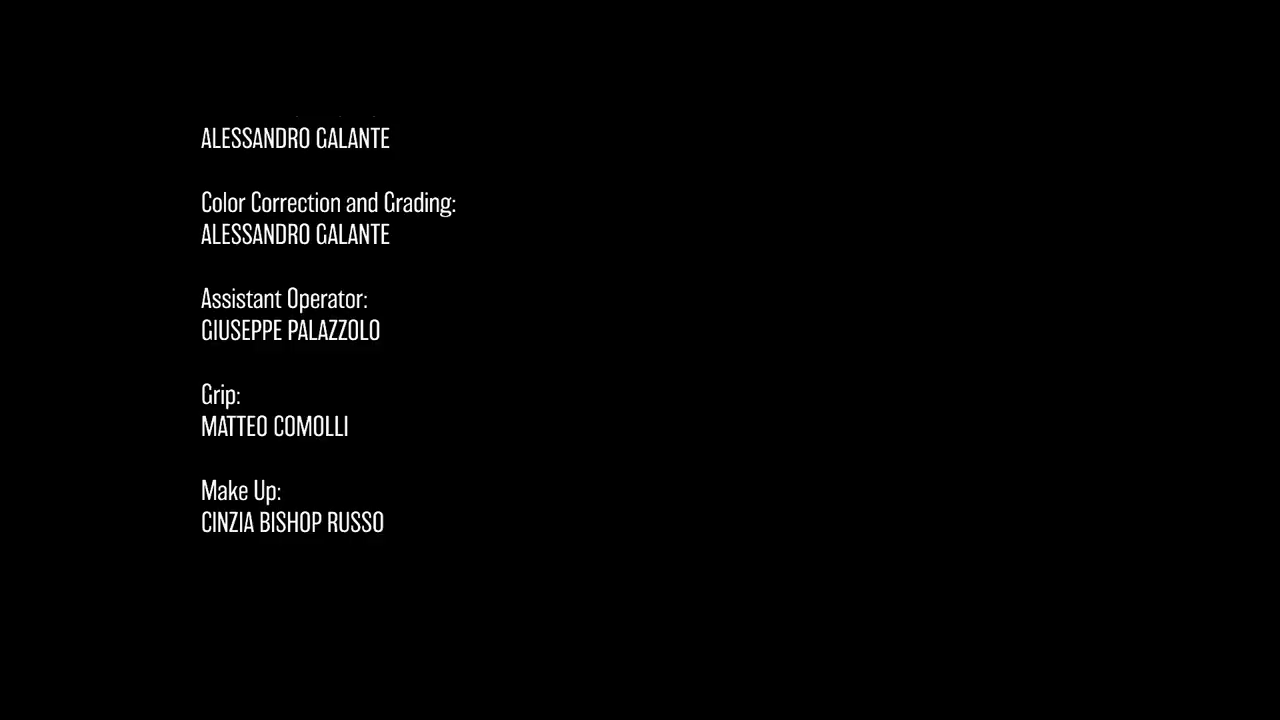 ALESSANDRO GALANTE
Color Correction and Grading:
ALESSANDRO GALANTE
Assistant Operator:
GIUSEPPE PALAZZOLO
Grip:
MATTEO COMOLLI
Make Up:
CINZIA BISHOP RUSSO